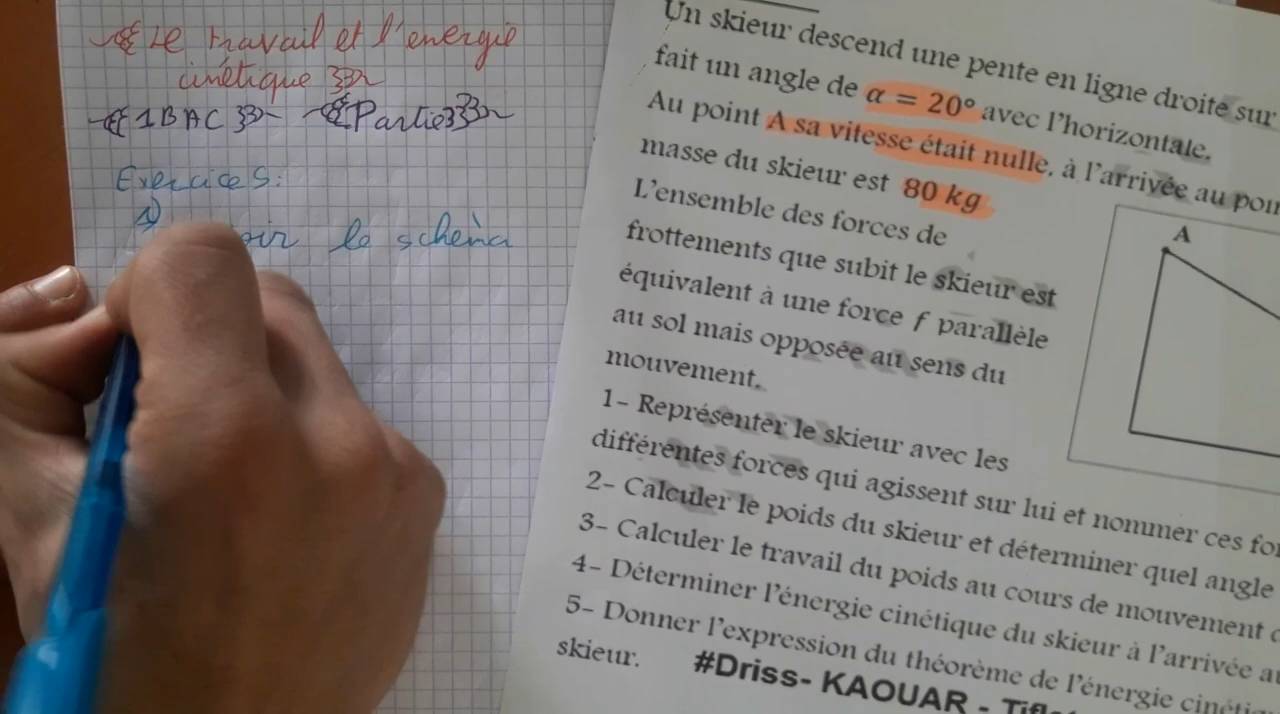 Le travail et l'energie
cinétique
1BAC Partie
Exercice 5:
1) oir le schèma
Un skieur descend une pente en ligne droite sur
fait un angle de α = 20° avec l'horizontale.
Au point A sa vitesse était nulle, à l'arrivée au poin
masse du skieur est 80 kg
L'ensemble des forces de
frottements que subit le skieur est
équivalent à une force f parallèle
au sol mais opposée au sens du
mouvement.
A
1- Représenter le skieur avec les
différentes forces qui agissent sur lui et nommer ces for
2- Calculer le poids du skieur et déterminer quel angle
3- Calculer le travail du poids au cours de mouvement
4- Déterminer l'énergie cinétique du skieur à l'arrivée au
5- Donner l'expression du théorème de l'énergie cinétiq
skieur.
#Driss- KAOUAR - Tifl